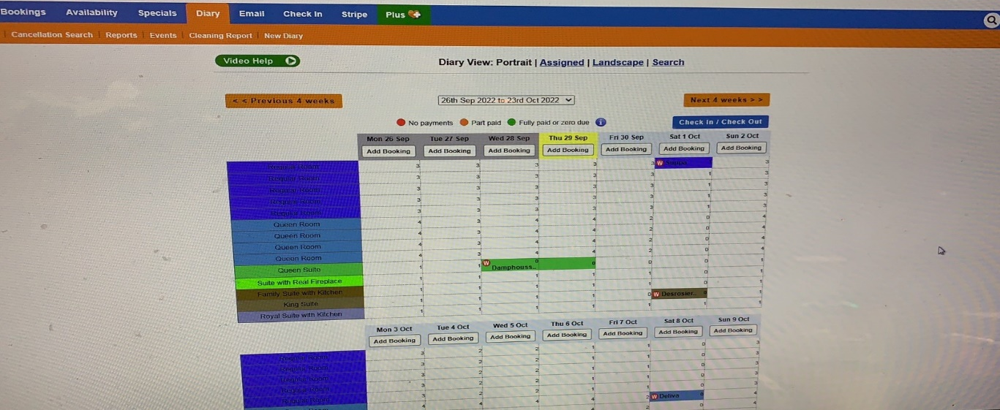 Bookings Availability Specials Diary Email Check In Stripe Plus
Cancellation Search | Reports | Events | Cleaning Report | New Diary
Video Help
Diary View: Portrait | Assigned | Landscape | Search
< < Previous 4 weeks
26th Sep 2022 to 23rd Oct 2022
Next 4 weeks > >
No payments Part paid Fully paid or zero due i
Check In / Check Out
Mon 26 Sep Tue 27 Sep Wed 28 Sep Thu 29 Sep Fri 30 Sep Sat 1 Oct Sun 2 Oct
Add Booking Add Booking Add Booking Add Booking Add Booking Add Booking Add Booking
Regular Room 3 3 3 3 3 W 3
Regular Room 3 3 3 3 3 1 3
Regular Room 3 3 3 3 3 1 3
Regular Room 3 3 3 3 3 1 3
Regular Room 3 3 3 3 3 1 3
Queen Room 4 3 4 4 2 0 4
Queen Room 4 3 4 4 2 0 4
Queen Room 4 3 4 4 2 0 4
Queen Room 4 3 4 4 2 0 4
Queen Suite 1 1 W Damphouss.. 0 0 0 0 1
Suite with Real Fireplace 1 1 1 1 1 0 1
Family Suite with Kitchen 1 1 1 1 0 W Desrosier.. 0 1
King Suite 1 1 1 1 1 1 1
Royal Suite with Kitchen
Mon 3 Oct Tue 4 Oct Wed 5 Oct Thu 6 Oct Fri 7 Oct Sat 8 Oct Sun 9 Oct
Add Booking Add Booking Add Booking Add Booking Add Booking Add Booking Add Booking
Regular Room 3 2 2 1 1 0 3
Regular Room 3 2 2 1 1 0 3
Regular Room 3 2 2 1 1 0 3
Regular Room 3 2 2 1 1 0 3
Regular Room 3 2 2 1 2 W Deliva 0 4
4 4 4 4 2 0 4